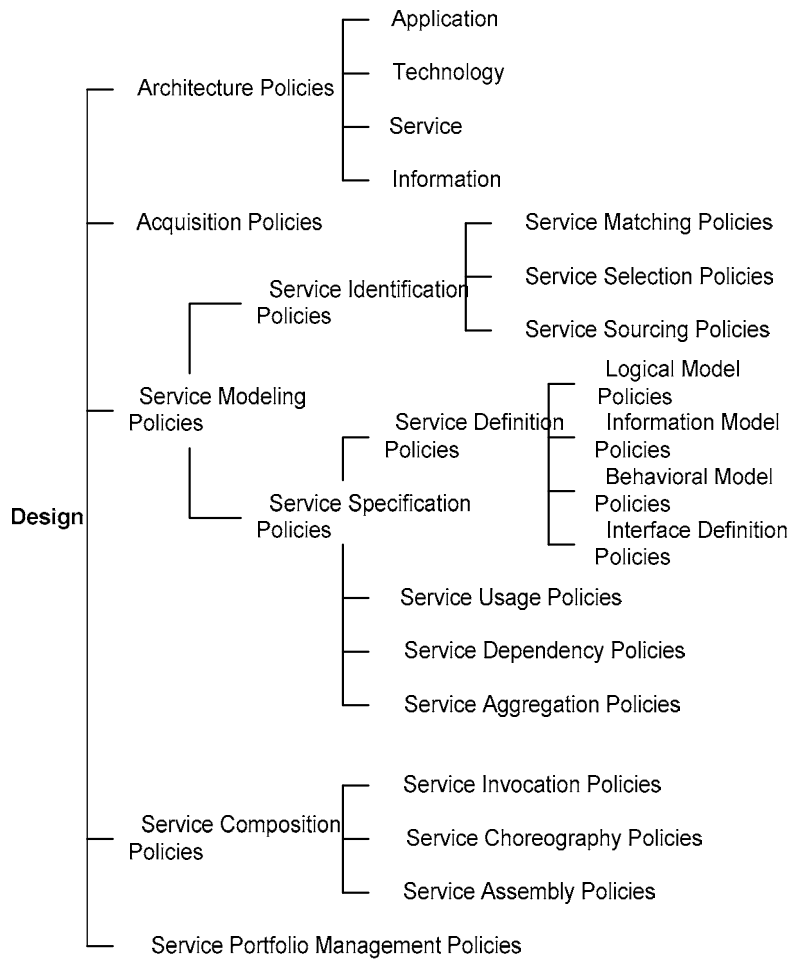 Application
Architecture Policies
Technology
Service
Information
Acquisition Policies
Service Matching Policies
Service Identification
Policies
Service Selection Policies
Service Sourcing Policies
Service Modeling
Policies
Logical Model
Policies
Service Definition
Policies
Information Model
Policies
Behavioral Model
Policies
Design
Service Specification
Policies
Interface Definition
Policies
Service Usage Policies
Service Dependency Policies
Service Aggregation Policies
Service Invocation Policies
Service Composition
Policies
Service Choreography Policies
Service Assembly Policies
Service Portfolio Management Policies